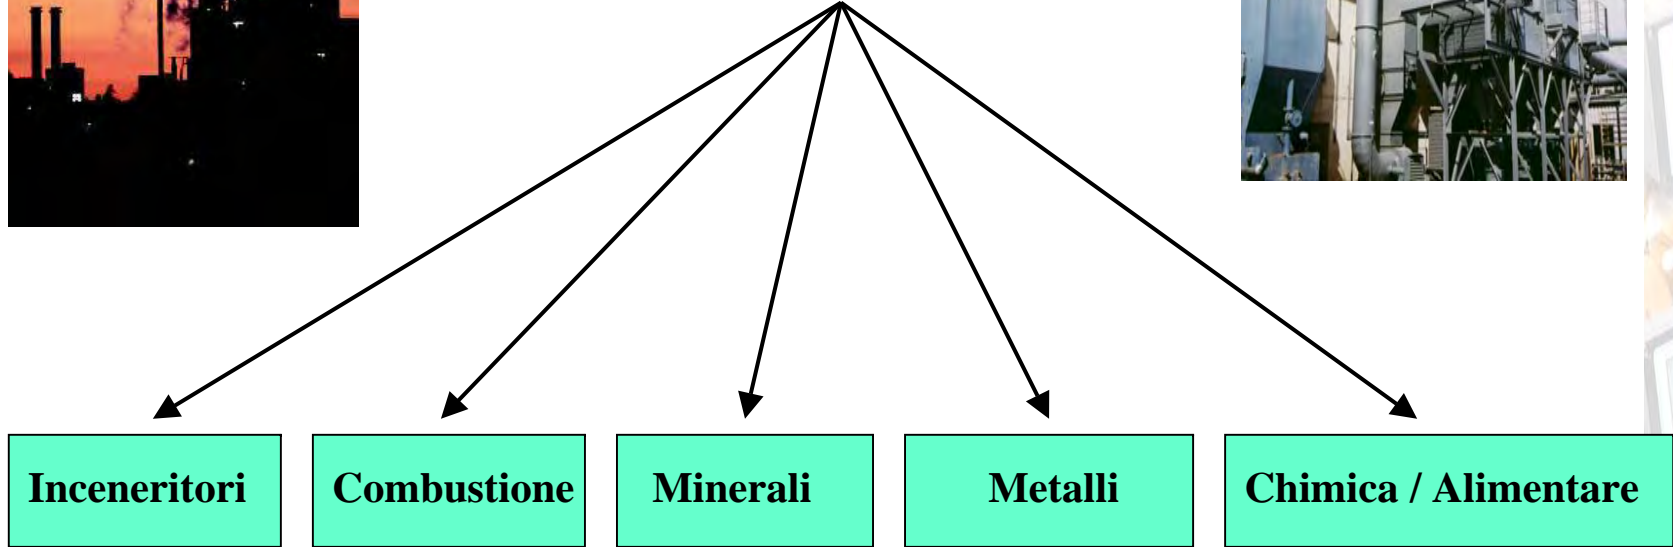 Inceneritori
Combustione
Minerali
Metalli
Chimica / Alimentare